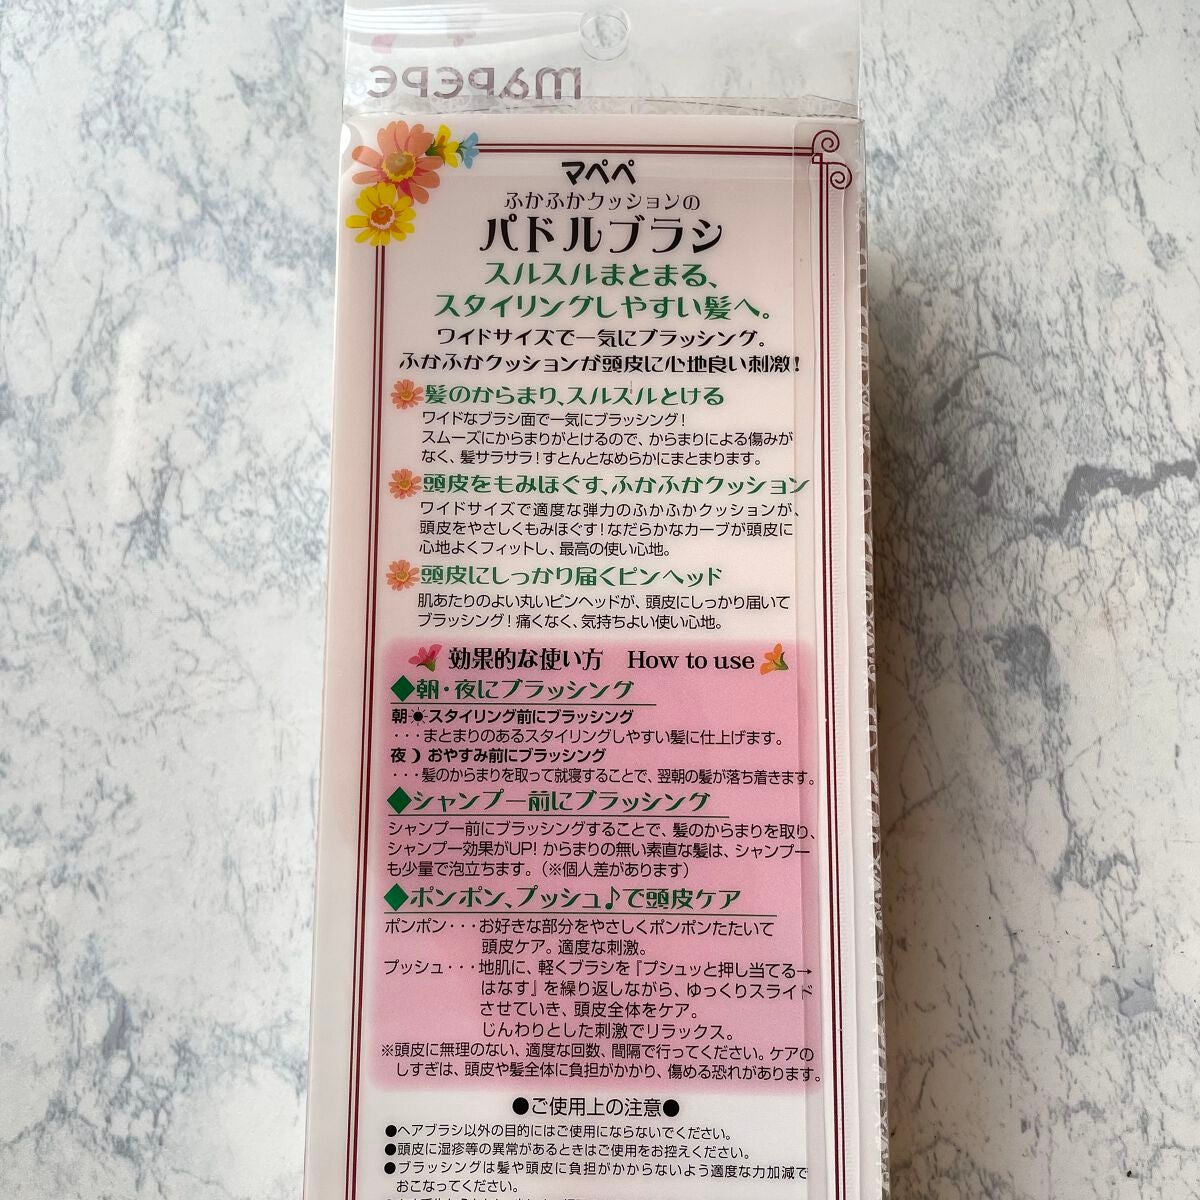 mapepe
マペペ
ふかふかクッションの
パドルブラシ
スルスルまとまる、
スタイリングしやすい髪へ。
ワイドサイズで一気にブラッシング。
ふかふかクッションが頭皮に心地良い刺激!
髪のからまり、スルスルとける
ワイドなブラシ面で一気にブラッシング!
スムーズにからまりがとけるので、からまりによる傷みが
なく、髪サラサラ!すとんとなめらかにまとまります。
頭皮をもみほぐす、ふかふかクッション
ワイドサイズで適度な弾力のふかふかクッションが、
頭皮をやさしくもみほぐす!なだらかなカーブが頭皮に
心地よくフィットし、最高の使い心地。
頭皮にしっかり届くピンヘッド
肌あたりのよい丸いピンヘッドが、頭皮にしっかり届いて
ブラッシング!痛くなく、気持ちよい使い心地。
効果的な使い方 How to use
◆朝・夜にブラッシング
朝☀スタイリング前にブラッシング
・・・まとまりのあるスタイリングしやすい髪に仕上げます。
夜☽おやすみ前にブラッシング
・・・髪のからまりを取って就寝することで、翌朝の髪が落ち着きます。
◆シャンプー前にブラッシング
シャンプー前にブラッシングすることで、髪のからまりを取り、
シャンプー効果がUP!からまりの無い素直な髪は、シャンプー
も少量で泡立ちます。(※個人差があります)
◆ポンポン、プッシュ♪で頭皮ケア
ポンポン・・・お好きな部分をやさしくポンポンたたいて
頭皮ケア。適度な刺激。
プッシュ・・・地肌に、軽くブラシを『プシュッと押し当てる→
はなす』を繰り返しながら、ゆっくりスライド
させていき、頭皮全体をケア。
じんわりとした刺激でリラックス。
※頭皮に無理のない、適度な回数、間隔で行ってください。ケアの
しすぎは、頭皮や髪全体に負担がかかり、傷める恐れがあります。
●ご使用上の注意●
●ヘアブラシ以外の目的にはご使用にならないでください。
●頭皮に湿疹等の異常があるときはご使用をお控えください。
●ブラッシングは髪や頭皮に負担がかからないよう適度な力加減で
おこなってください。